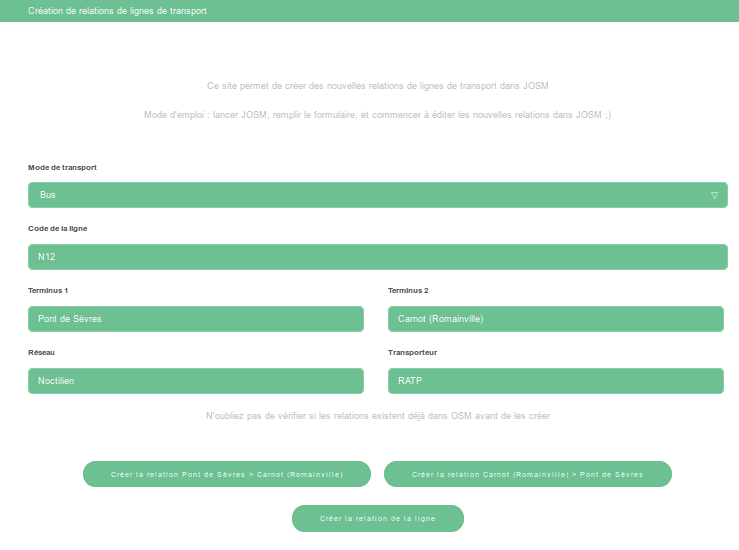 Création de relations de lignes de transport
Ce site permet de créer des nouvelles relations de lignes de transport dans JOSM
Mode d'emploi : lancer JOSM, remplir le formulaire, et commencer à éditer les nouvelles relations dans JOSM ;)
Mode de transport
Bus
Code de la ligne
N12
Terminus 1
Terminus 2
Pont de Sèvres
Carnot (Romainville)
Réseau
Transporteur
Noctilien
RATP
N'oubliez pas de vérifier si les relations existent déjà dans OSM avant de les créer
Créer la relation Pont de Sèvres > Carnot (Romainville)
Créer la relation Carnot (Romainville) > Pont de Sèvres
Créer la relation de la ligne